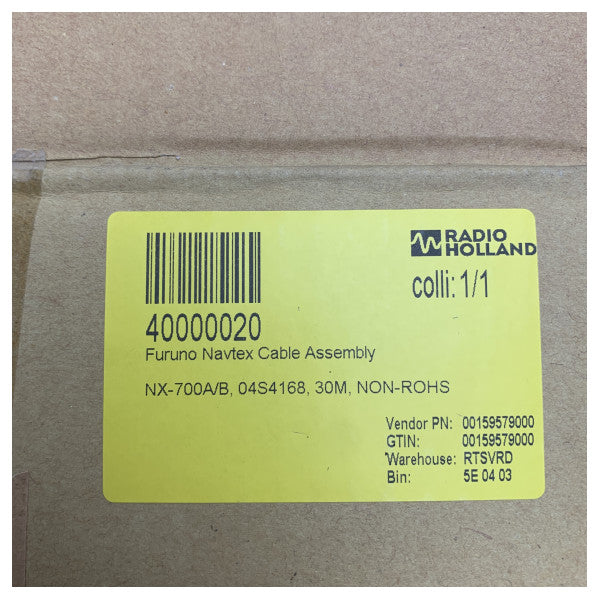 RADIO
HOLLAND
colli: 1/1
40000020
Furuno Navtex Cable Assembly
NX-700A/B, 04S4168, 30M, NON-ROHS
Vendor PN: 00159579000
GTIN: 00159579000
Warehouse: RTSVRD
Bin: 5E 04 03